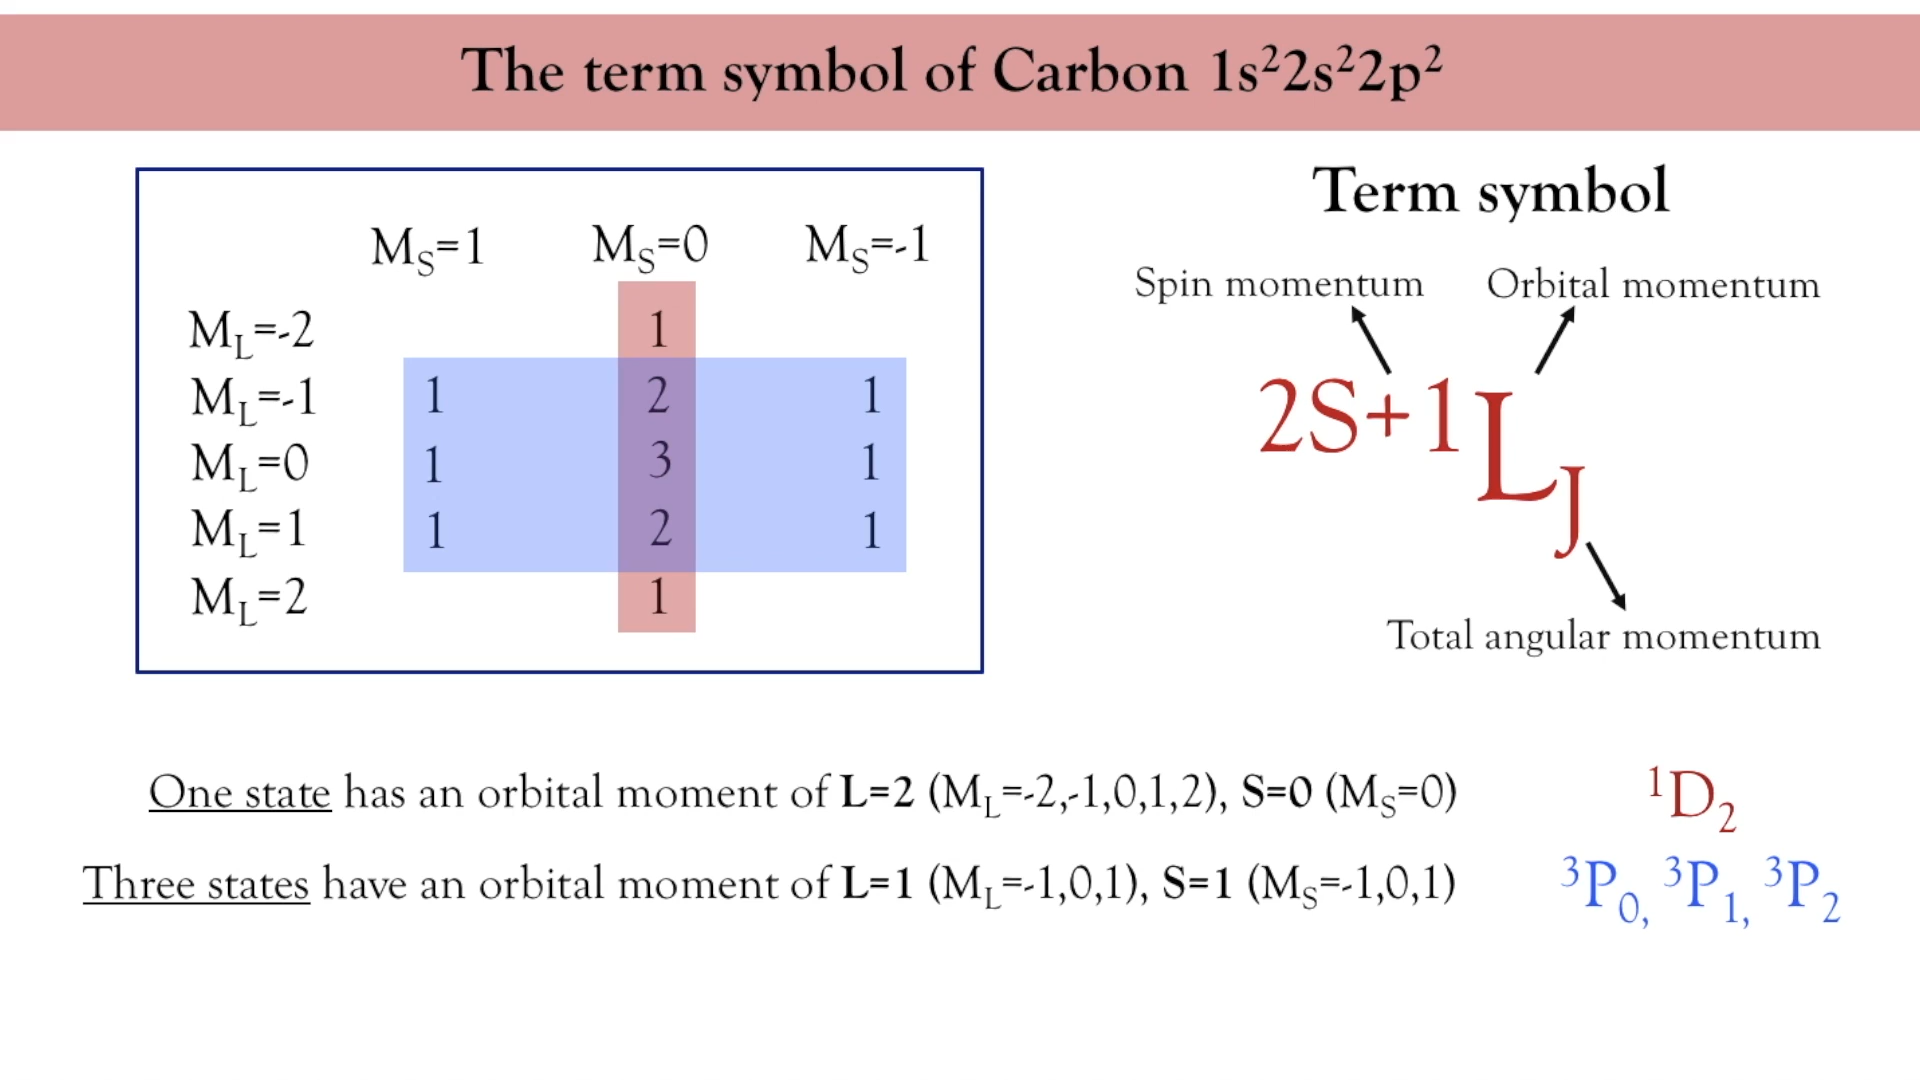 The term symbol of Carbon 1s²2s²2p²
M_S=1 M_S=0 M_S=-1
M_L=-2 1
M_L=-1 1 2 1
M_L=0 1 3 1
M_L=1 1 2 1
M_L=2 1
Term symbol
Spin momentum Orbital momentum
2S+1 L J
Total angular momentum
One state has an orbital moment of L=2 (M_L=-2,-1,0,1,2), S=0 (M_S=0) ¹D₂
Three states have an orbital moment of L=1 (M_L=-1,0,1), S=1 (M_S=-1,0,1) ³P₀, ³P₁, ³P₂